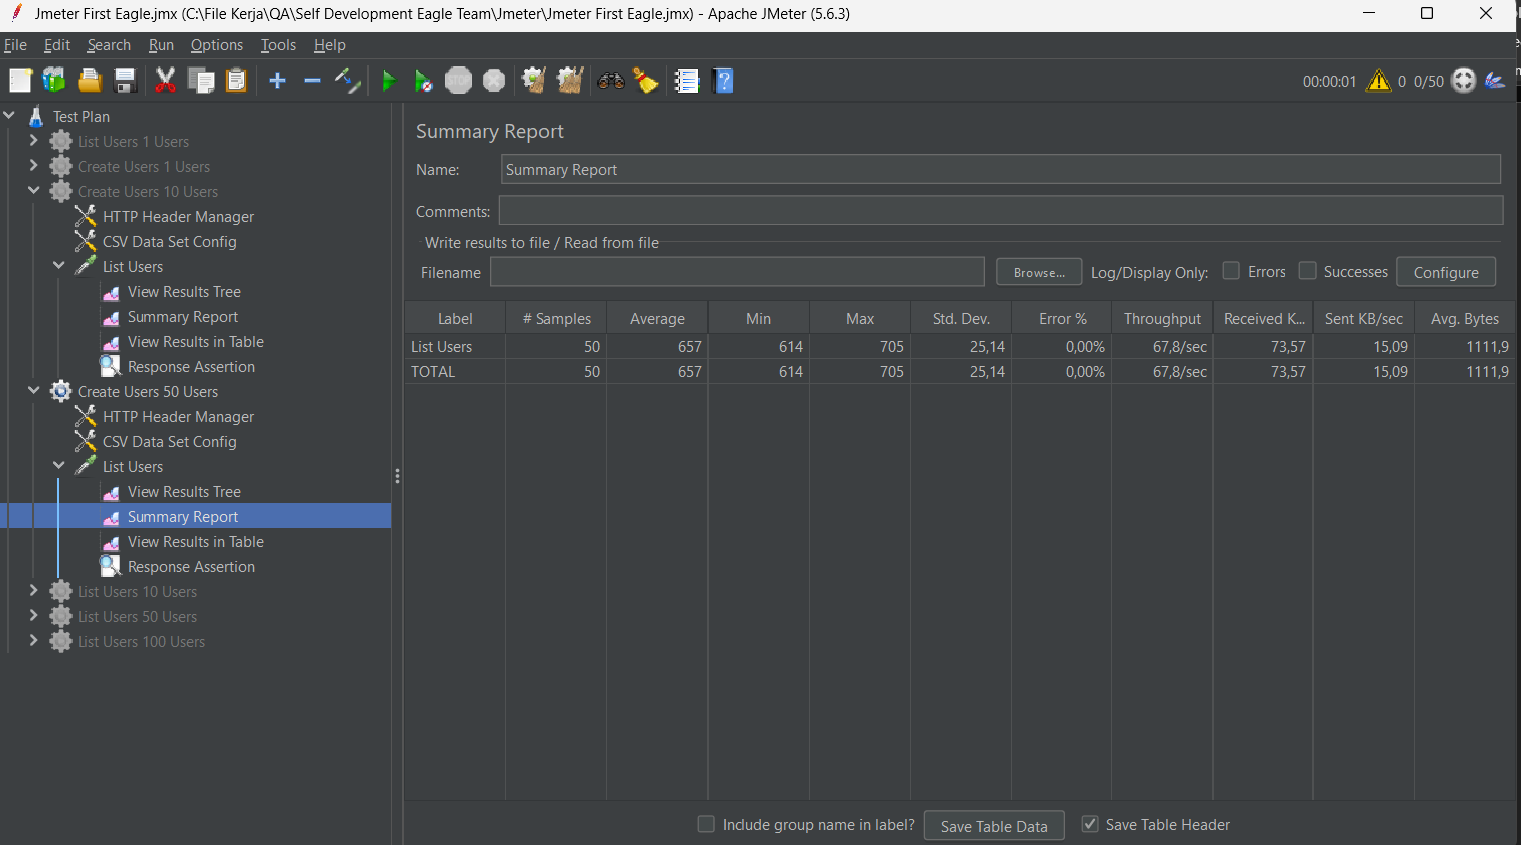 Jmeter First Eagle.jmx (C:\File Kerja\QA\Self Development Eagle Team\Jmeter\Jmeter First Eagle.jmx) - Apache JMeter (5.6.3)
File Edit Search Run Options Tools Help
STOP
00:00:01 0 0/50
Test Plan
List Users 1 Users
Create Users 1 Users
Create Users 10 Users
HTTP Header Manager
CSV Data Set Config
List Users
View Results Tree
Summary Report
View Results in Table
Response Assertion
Create Users 50 Users
HTTP Header Manager
CSV Data Set Config
List Users
View Results Tree
Summary Report
View Results in Table
Response Assertion
List Users 10 Users
List Users 50 Users
List Users 100 Users
Summary Report
Name: Summary Report
Comments:
Write results to file / Read from file
Filename Browse... Log/Display Only: Errors Successes Configure
Label # Samples Average Min Max Std. Dev. Error % Throughput Received K... Sent KB/sec Avg. Bytes
List Users 50 657 614 705 25,14 0,00% 67,8/sec 73,57 15,09 1111,9
TOTAL 50 657 614 705 25,14 0,00% 67,8/sec 73,57 15,09 1111,9
Include group name in label? Save Table Data Save Table Header